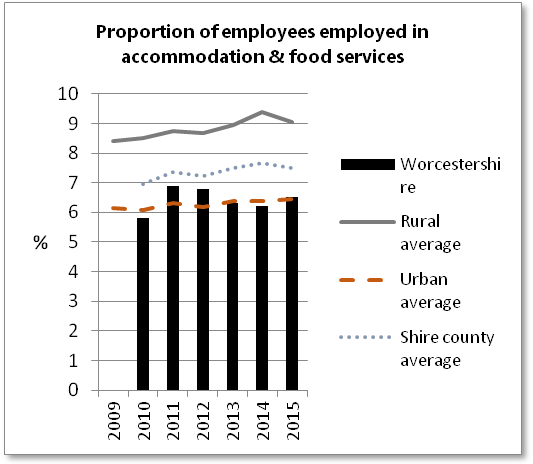 Proportion of employees employed in
accommodation & food services
10
9
8
7
6
5
4
3
2
1
0
%
2009
2010
2011
2012
2013
2014
2015
Worcestershi
re
Rural
average
Urban
average
Shire county
average